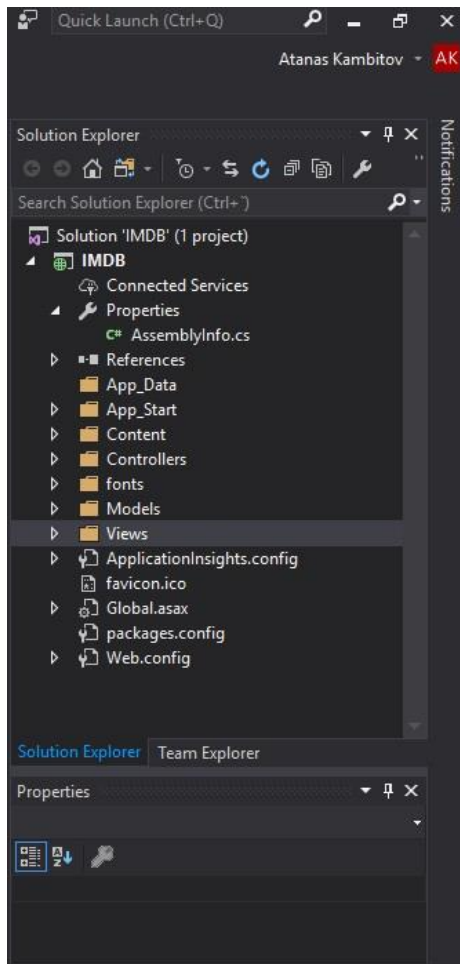 Quick Launch (Ctrl+Q)
Atanas Kambitov AK
Notifications
Solution Explorer
Search Solution Explorer (Ctrl+`)
Solution 'IMDB' (1 project)
IMDB
Connected Services
Properties
C# AssemblyInfo.cs
References
App_Data
App_Start
Content
Controllers
fonts
Models
Views
ApplicationInsights.config
favicon.ico
Global.asax
packages.config
Web.config
Solution Explorer Team Explorer
Properties